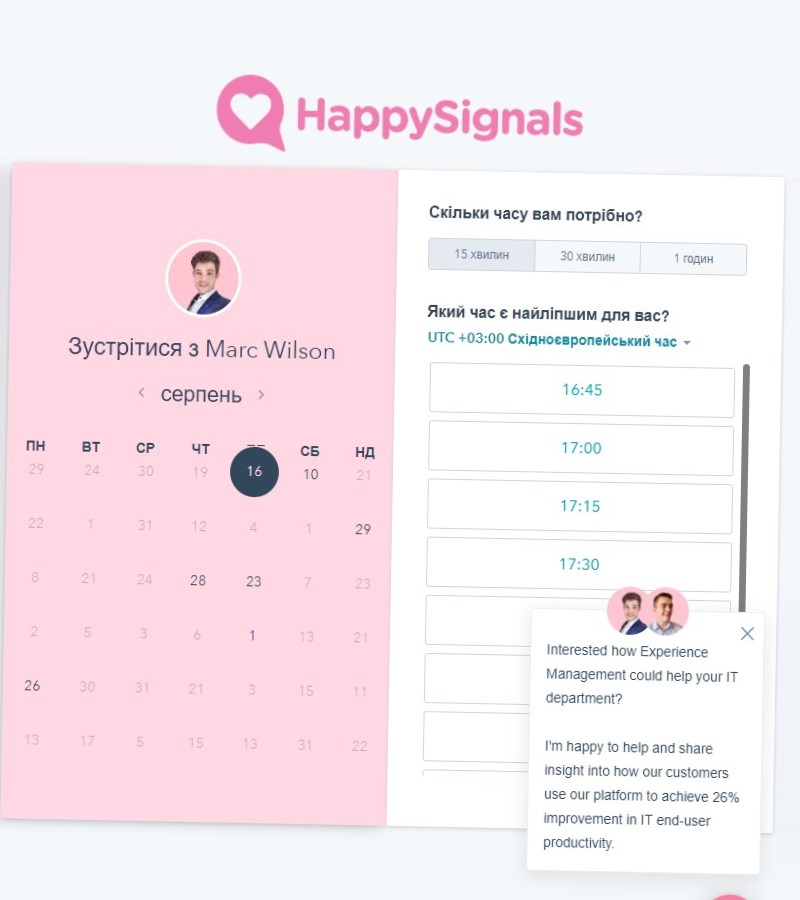 HappySignals
Зустрітися з Marc Wilson
серпень
ПН ВТ СР ЧТ СБ НД
29 24 30 19 16 10 21
22 1 31 12 4 1 29
8 21 24 28 23 7 23
2 5 3 6 1 13 21
26 30 31 21 3 15 11
13 17 5 15 13 31 22
Скільки часу вам потрібно?
15 хвилин 30 хвилин 1 годин
Який час є найліпшим для вас?
UTC +03:00 Східноєвропейський час
16:45
17:00
17:15
17:30
Interested how Experience
Management could help your IT
department?
I'm happy to help and share
insight into how our customers
use our platform to achieve 26%
improvement in IT end-user
productivity.